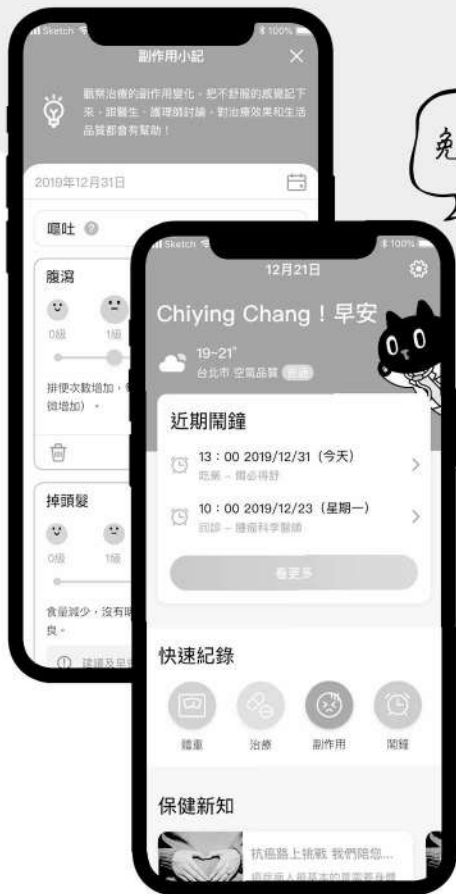 Sketch
100%
副作用小記
觀察治療的副作用變化，把不舒服的感覺記下
來，跟醫生、護理師討論，對治療效果和生活
品質都會有幫助！
2019年12月31日
嘔吐
腹瀉
0級
1級
排便次數增加，
微增加）。
掉頭髮
0級
1級
食量減少，沒有
良。
建議及早
免
Sketch
100%
12月21日
Chiying Chang！早安
19~21°
台北市 空氣品質 普通
近期鬧鐘
13：00 2019/12/31（今天）
吃藥 – 爾必得舒
10：00 2019/12/23（星期一）
回診 – 腫瘤科李醫師
看更多
快速紀錄
體重
治療
副作用
鬧鐘
保健新知
抗癌路上挑戰 我們陪您...